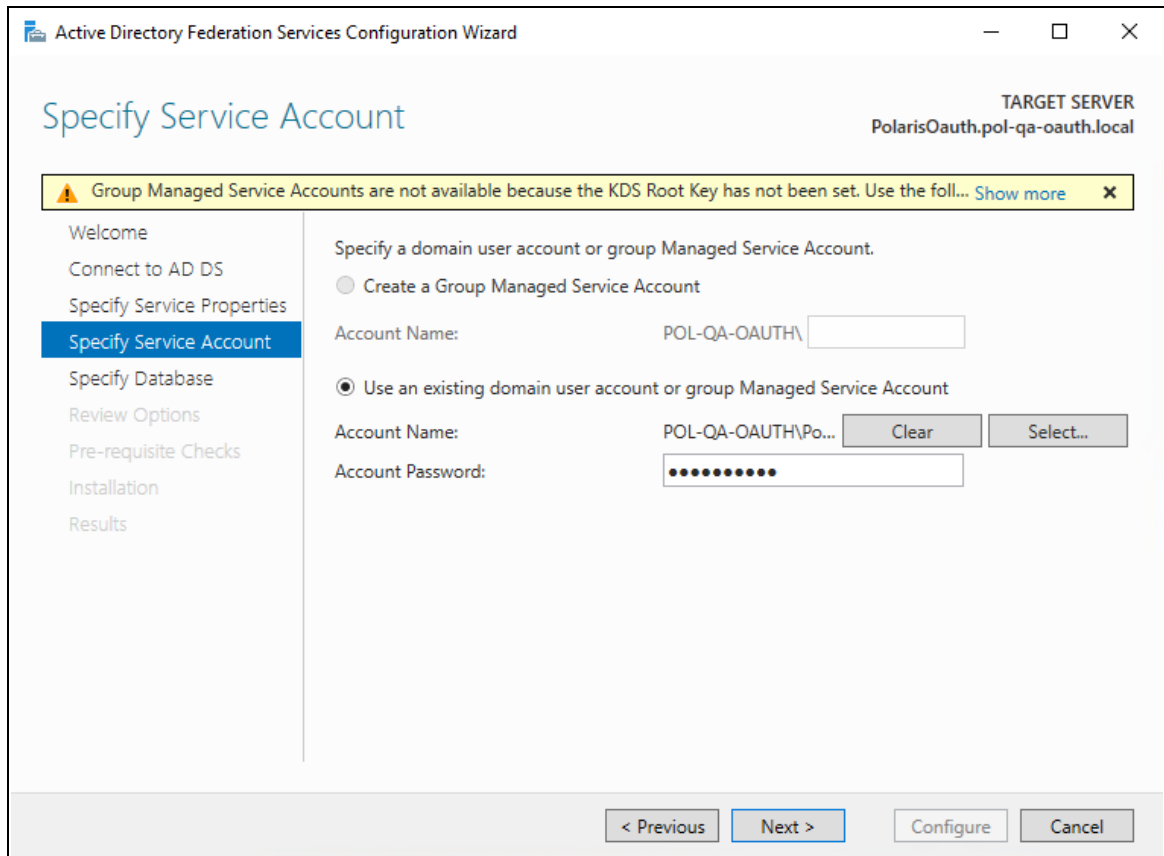 Active Directory Federation Services Configuration Wizard
Specify Service Account
TARGET SERVER
PolarisOauth.pol-qa-oauth.local
Group Managed Service Accounts are not available because the KDS Root Key has not been set. Use the foll... Show more
Welcome
Connect to AD DS
Specify Service Properties
Specify Service Account
Specify Database
Review Options
Pre-requisite Checks
Installation
Results
Specify a domain user account or group Managed Service Account.
Create a Group Managed Service Account
Account Name: POL-QA-OAUTH\
Use an existing domain user account or group Managed Service Account
Account Name: POL-QA-OAUTH\Po... Clear Select...
Account Password: ●●●●●●●●●●
< Previous Next > Configure Cancel